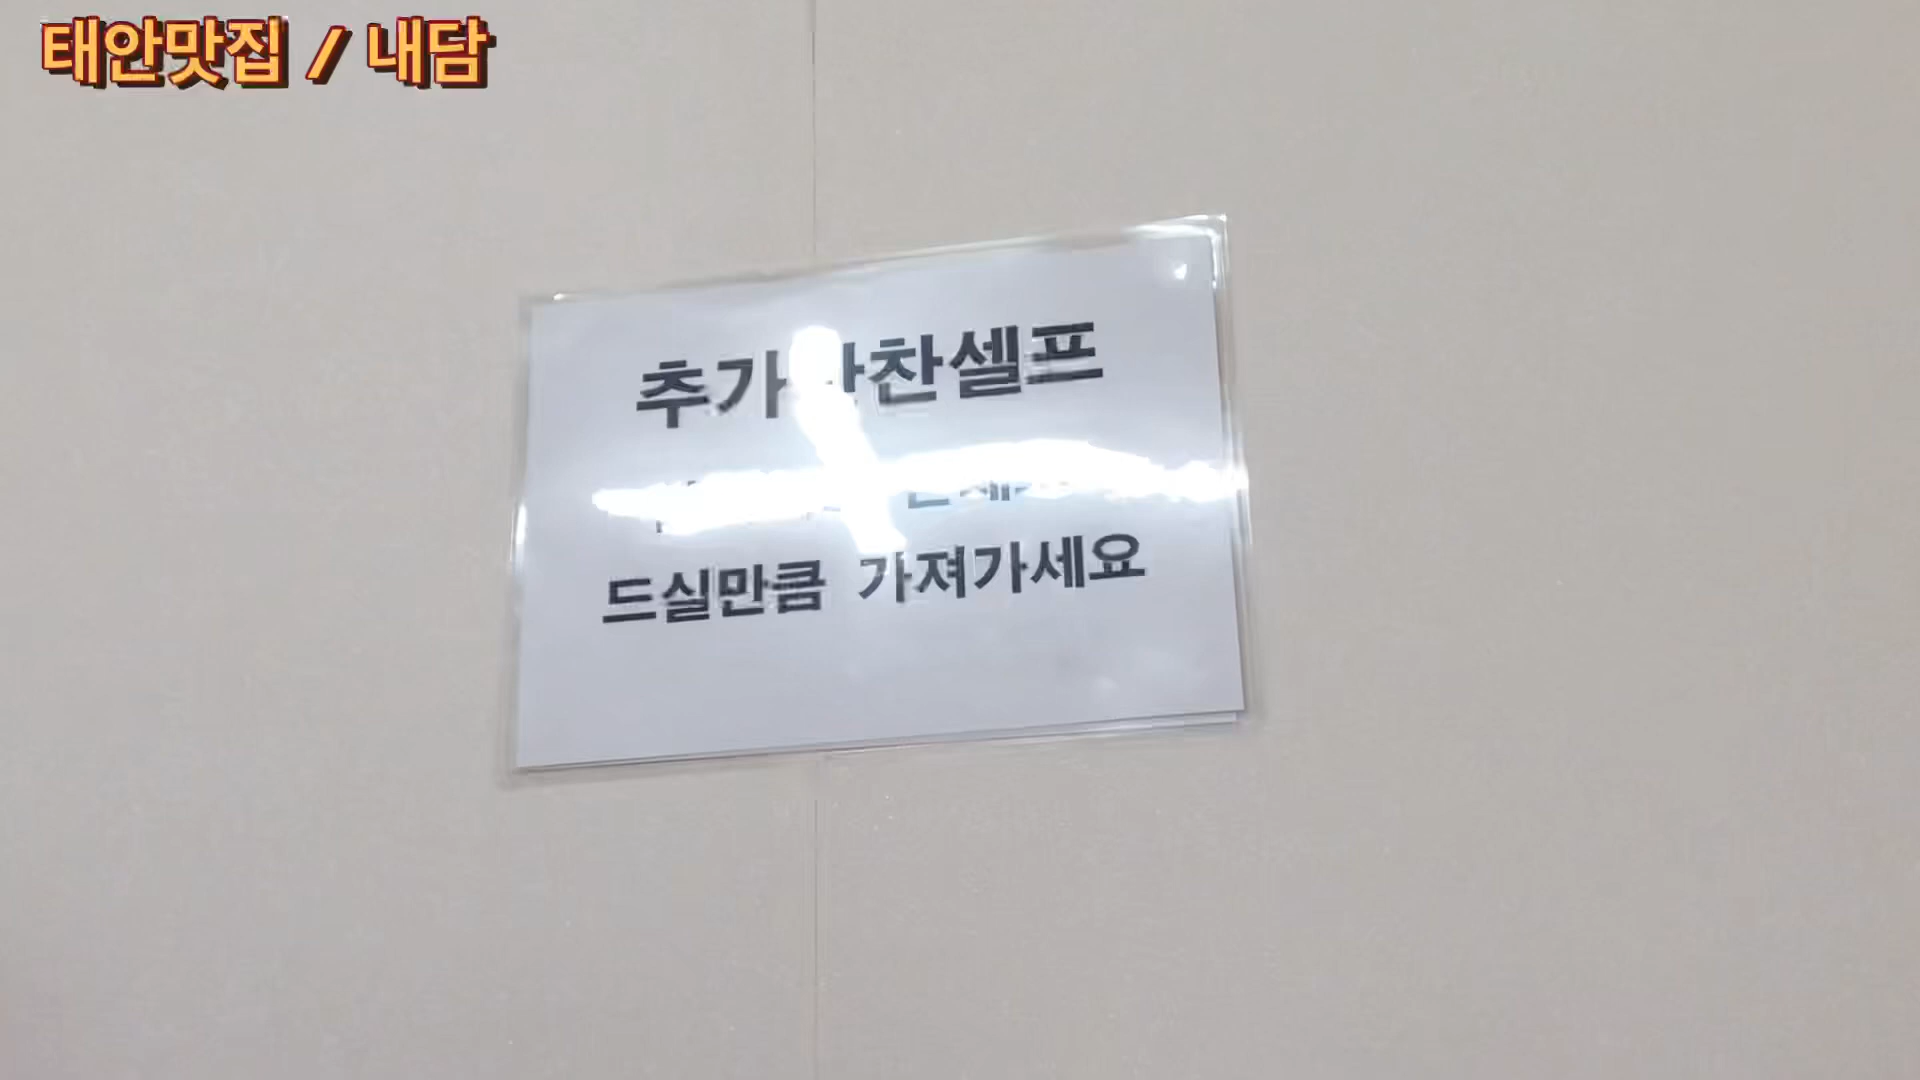 태안맛집 / 내담
추가반찬셀프
드실만큼 가져가세요